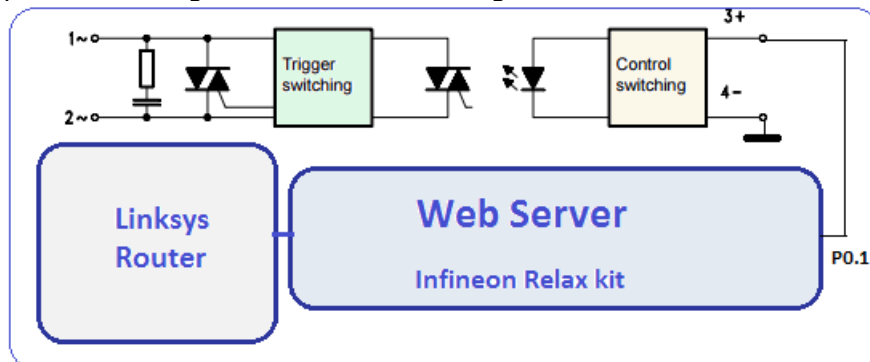 3+
1~
Trigger
switching
Control
switching
4-
2~
Linksys
Router
Web Server
Infineon Relax kit
P0.1